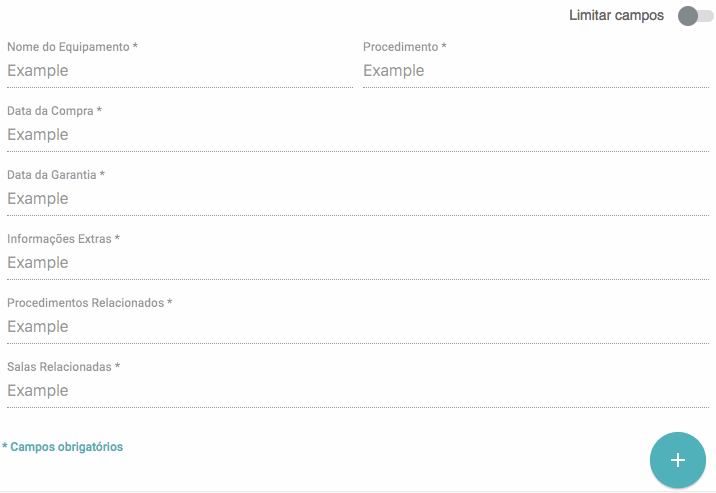 Limitar campos
Nome do Equipamento * Procedimento *
Example Example
Data da Compra *
Example
Data da Garantia *
Example
Informações Extras *
Example
Procedimentos Relacionados *
Example
Salas Relacionadas *
Example
* Campos obrigatórios
+